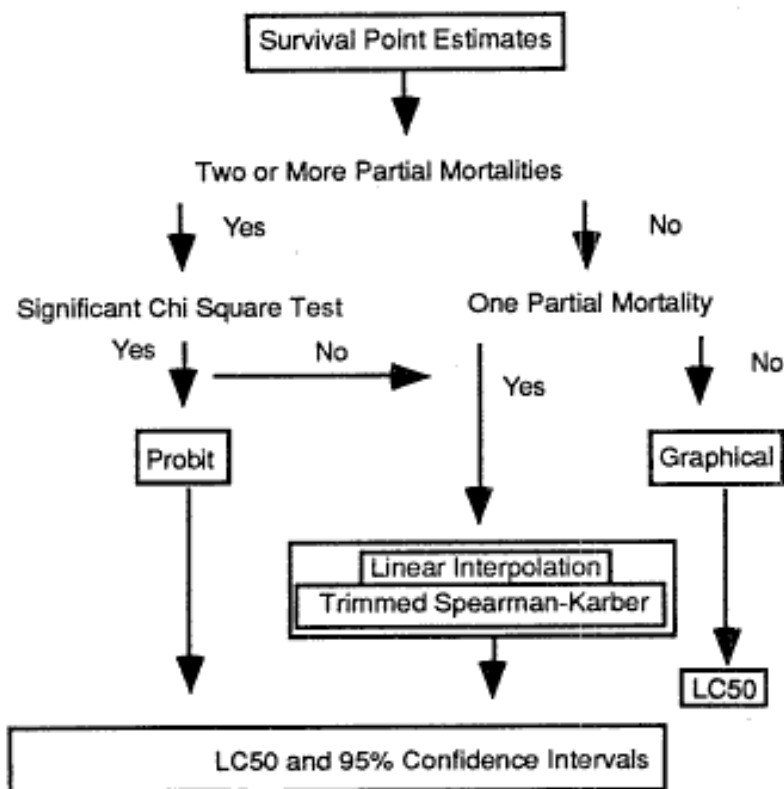 Survival Point Estimates
Two or More Partial Mortalities
Yes
No
Significant Chi Square Test
One Partial Mortality
Yes
No
Yes
No
Probit
Graphical
Linear Interpolation
Trimmed Spearman-Karber
LC50
LC50 and 95% Confidence Intervals